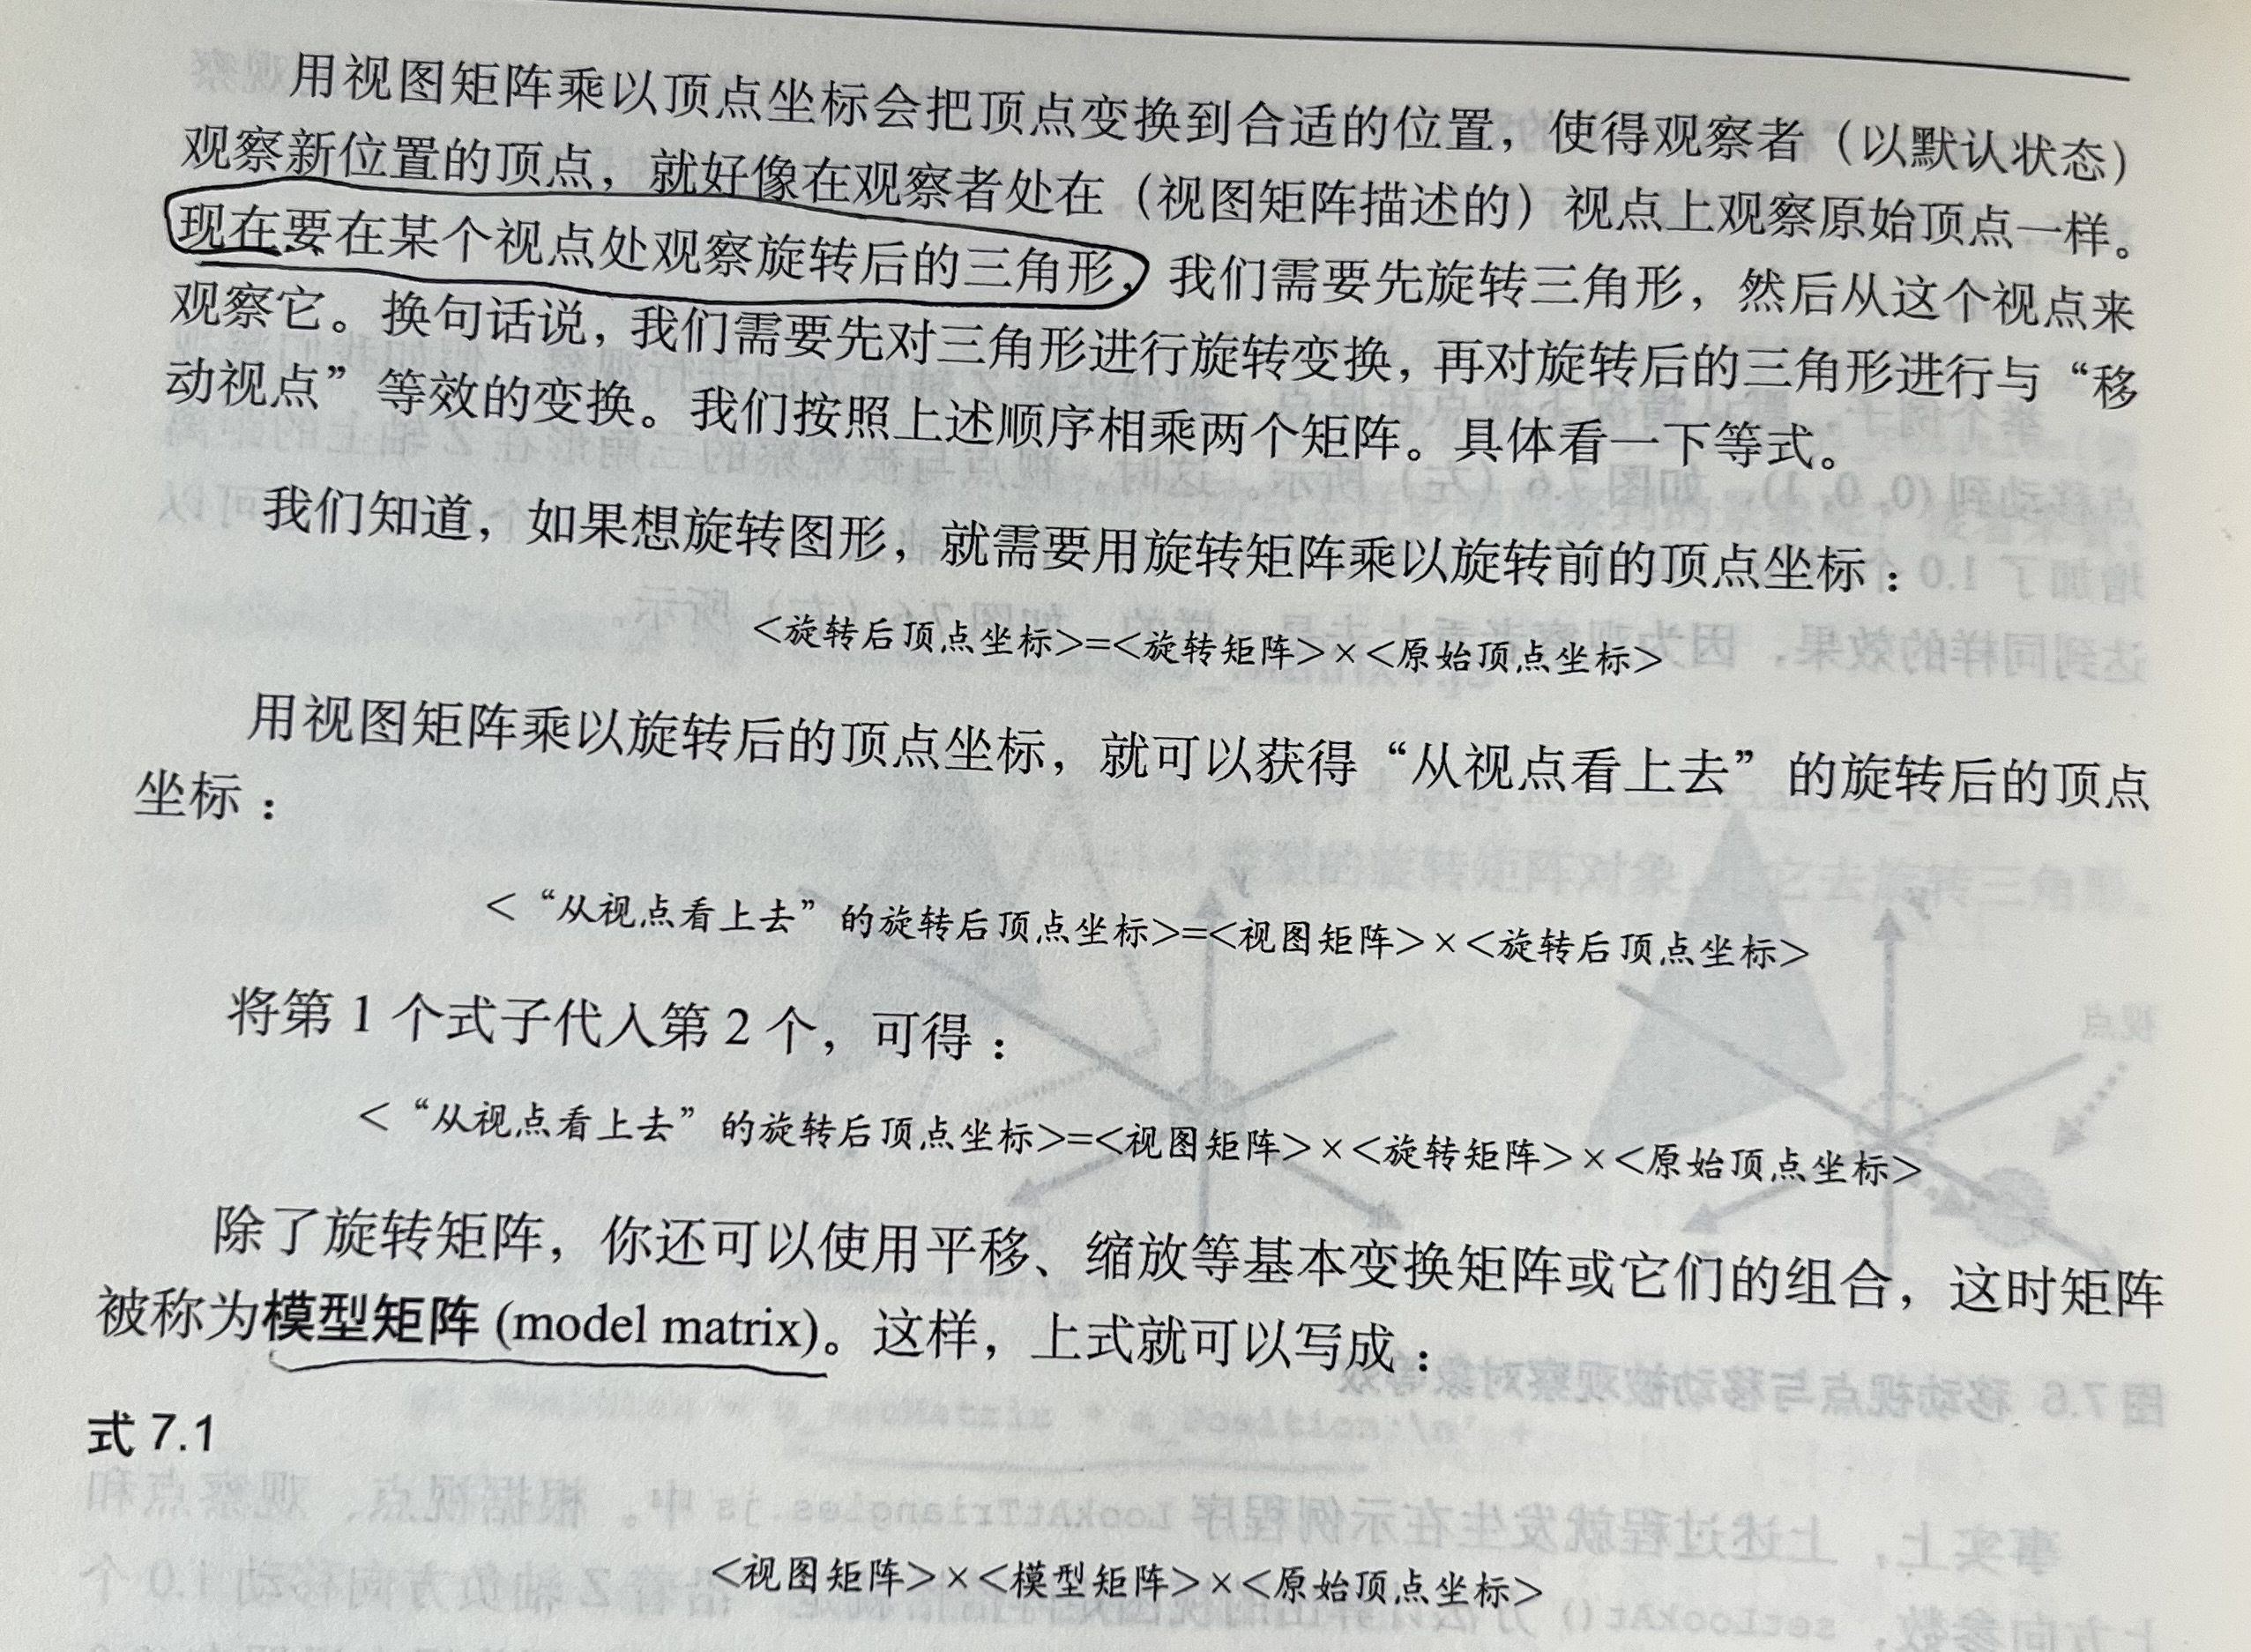 用视图矩阵乘以顶点坐标会把顶点变换到合适的位置，使得观察者（以默认状态）
观察新位置的顶点，就好像在观察者处在（视图矩阵描述的）视点上观察原始顶点一样。
现在要在某个视点处观察旋转后的三角形，我们需要先旋转三角形，然后从这个视点来
观察它。换句话说，我们需要先对三角形进行旋转变换，再对旋转后的三角形进行与“移
动视点”等效的变换。我们按照上述顺序相乘两个矩阵。具体看一下等式。
我们知道，如果想旋转图形，就需要用旋转矩阵乘以旋转前的顶点坐标：
<旋转后顶点坐标>=<旋转矩阵>×<原始顶点坐标>
用视图矩阵乘以旋转后的顶点坐标，就可以获得“从视点看上去”的旋转后的顶点
坐标：
<“从视点看上去”的旋转后顶点坐标>=<视图矩阵>×<旋转后顶点坐标>
将第 1 个式子代入第 2 个，可得：
<“从视点看上去”的旋转后顶点坐标>=<视图矩阵>×<旋转矩阵>×<原始顶点坐标>
除了旋转矩阵，你还可以使用平移、缩放等基本变换矩阵或它们的组合，这时矩阵
被称为模型矩阵 (model matrix)。这样，上式就可以写成：
式 7.1
<视图矩阵>×<模型矩阵>×<原始顶点坐标>